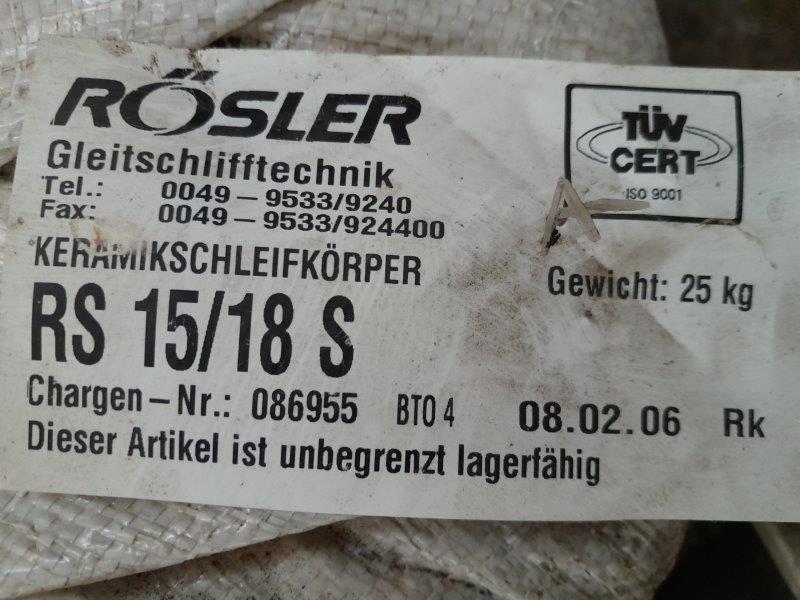 RÖSLER
Gleitschlifftechnik
Tel.: 0049 – 9533/9240
Fax: 0049 – 9533/924400
TÜV
CERT
ISO 9001
KERAMIKSCHLEIFKÖRPER
Gewicht: 25 kg
RS 15/18 S
Chargen – Nr.: 086955 BTO 4 08.02.06 Rk
Dieser Artikel ist unbegrenzt lagerfähig